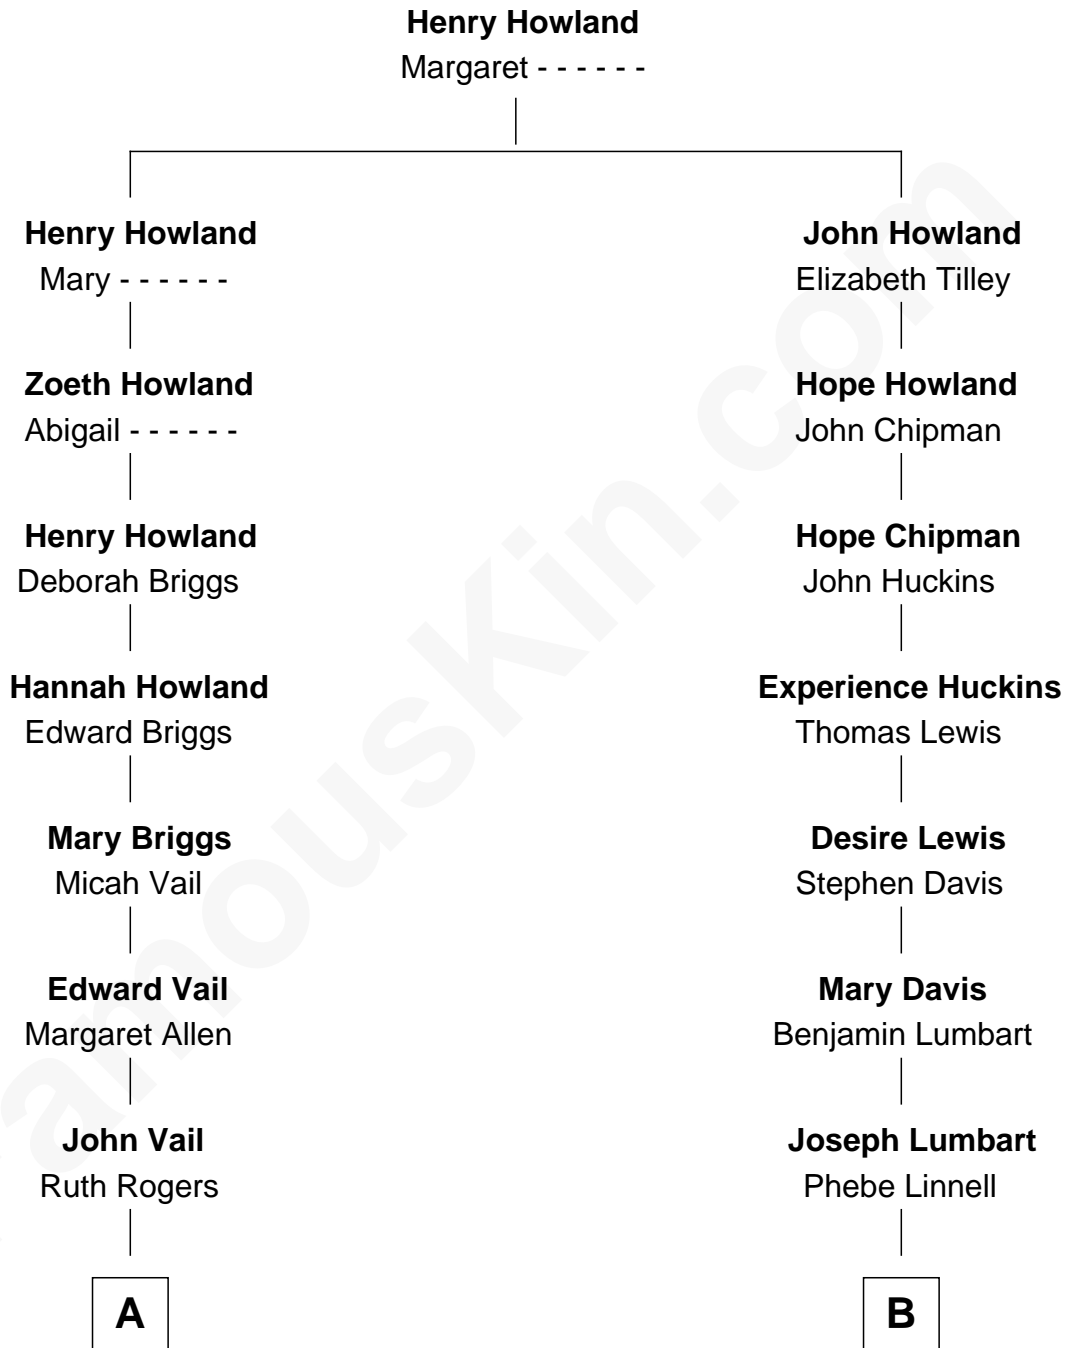 Henry Howland
Margaret - - - - - -
Henry Howland
Mary - - - - - -
John Howland
Elizabeth Tilley
Zoeth Howland
Abigail - - - - - -
Hope Howland
John Chipman
Henry Howland
Deborah Briggs
Hope Chipman
John Huckins
Hannah Howland
Edward Briggs
Experience Huckins
Thomas Lewis
Mary Briggs
Micah Vail
Desire Lewis
Stephen Davis
Edward Vail
Margaret Allen
Mary Davis
Benjamin Lumbart
John Vail
Ruth Rogers
Joseph Lumbart
Phebe Linnell
A
B
amousKin.com